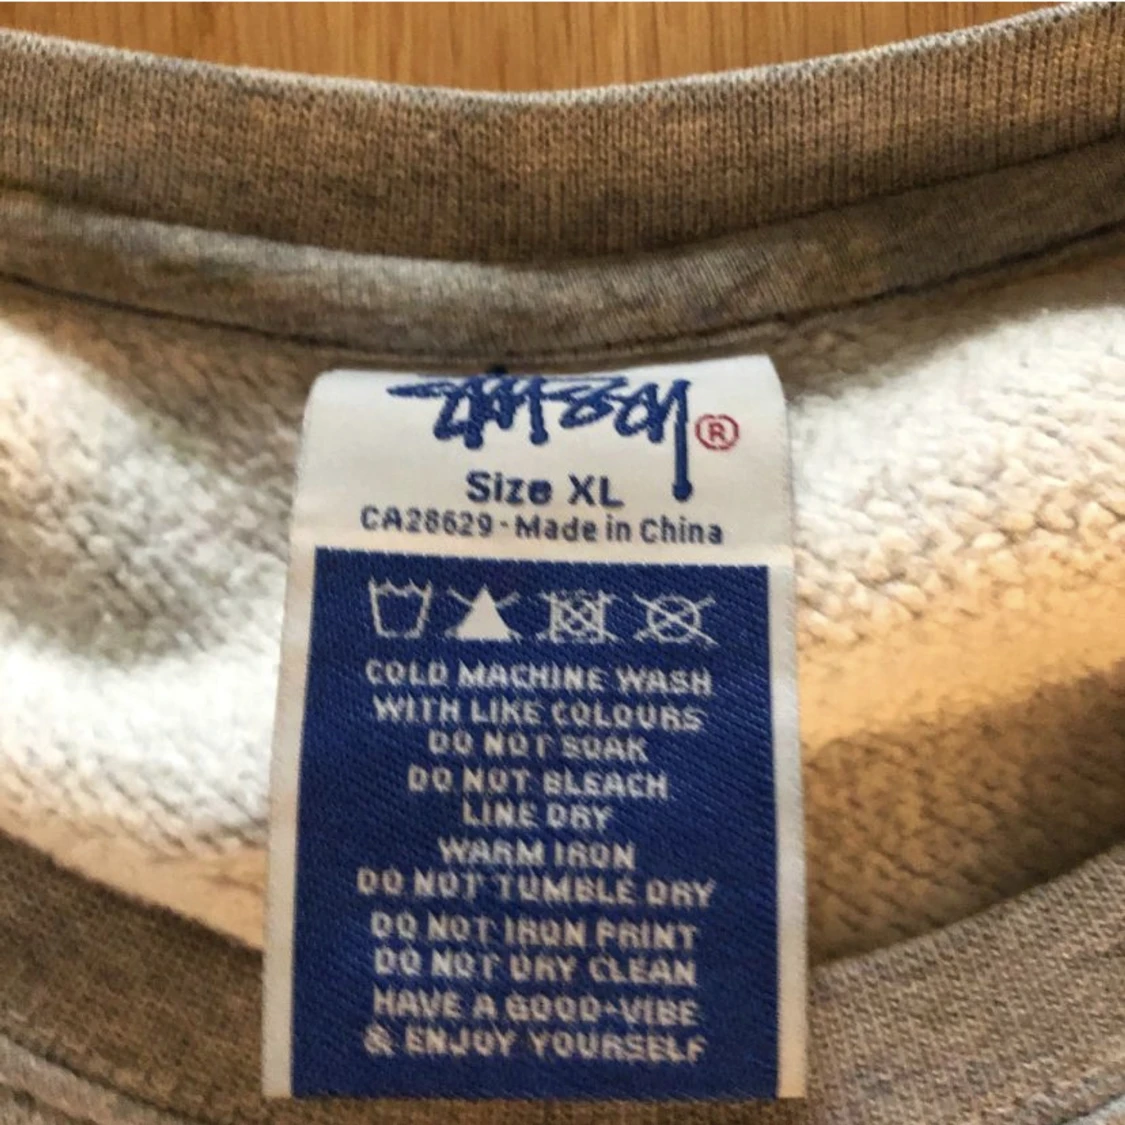 Stüssy ®
Size XL
CA28629 - Made in China
COLD MACHINE WASH
WITH LIKE COLOURS
DO NOT SOAK
DO NOT BLEACH
LINE DRY
WARM IRON
DO NOT TUMBLE DRY
DO NOT IRON PRINT
DO NOT DRY CLEAN
HAVE A GOOD-VIBE
& ENJOY YOURSELF